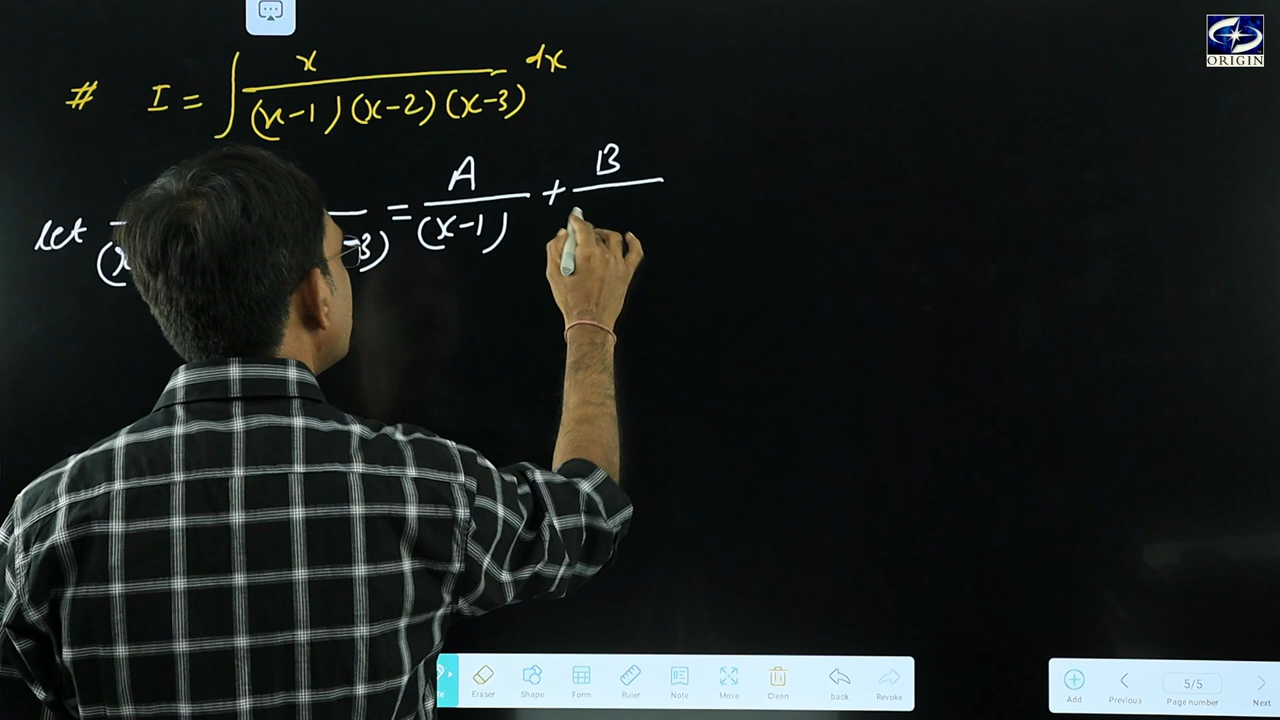 ORIGIN
# I = ∫ x / (x-1)(x-2)(x-3) dx
let (x -3) = A / (x-1) + B /
Eraser Shape Form Ruler Note Move Clean back Revoke Add Previous 5/5 Page number Next